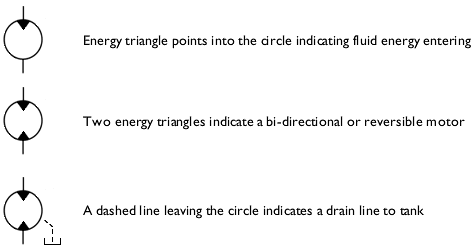 Energy triangle points into the circle indicating fluid energy entering
Two energy triangles indicate a bi-directional or reversible motor
A dashed line leaving the circle indicates a drain line to tank